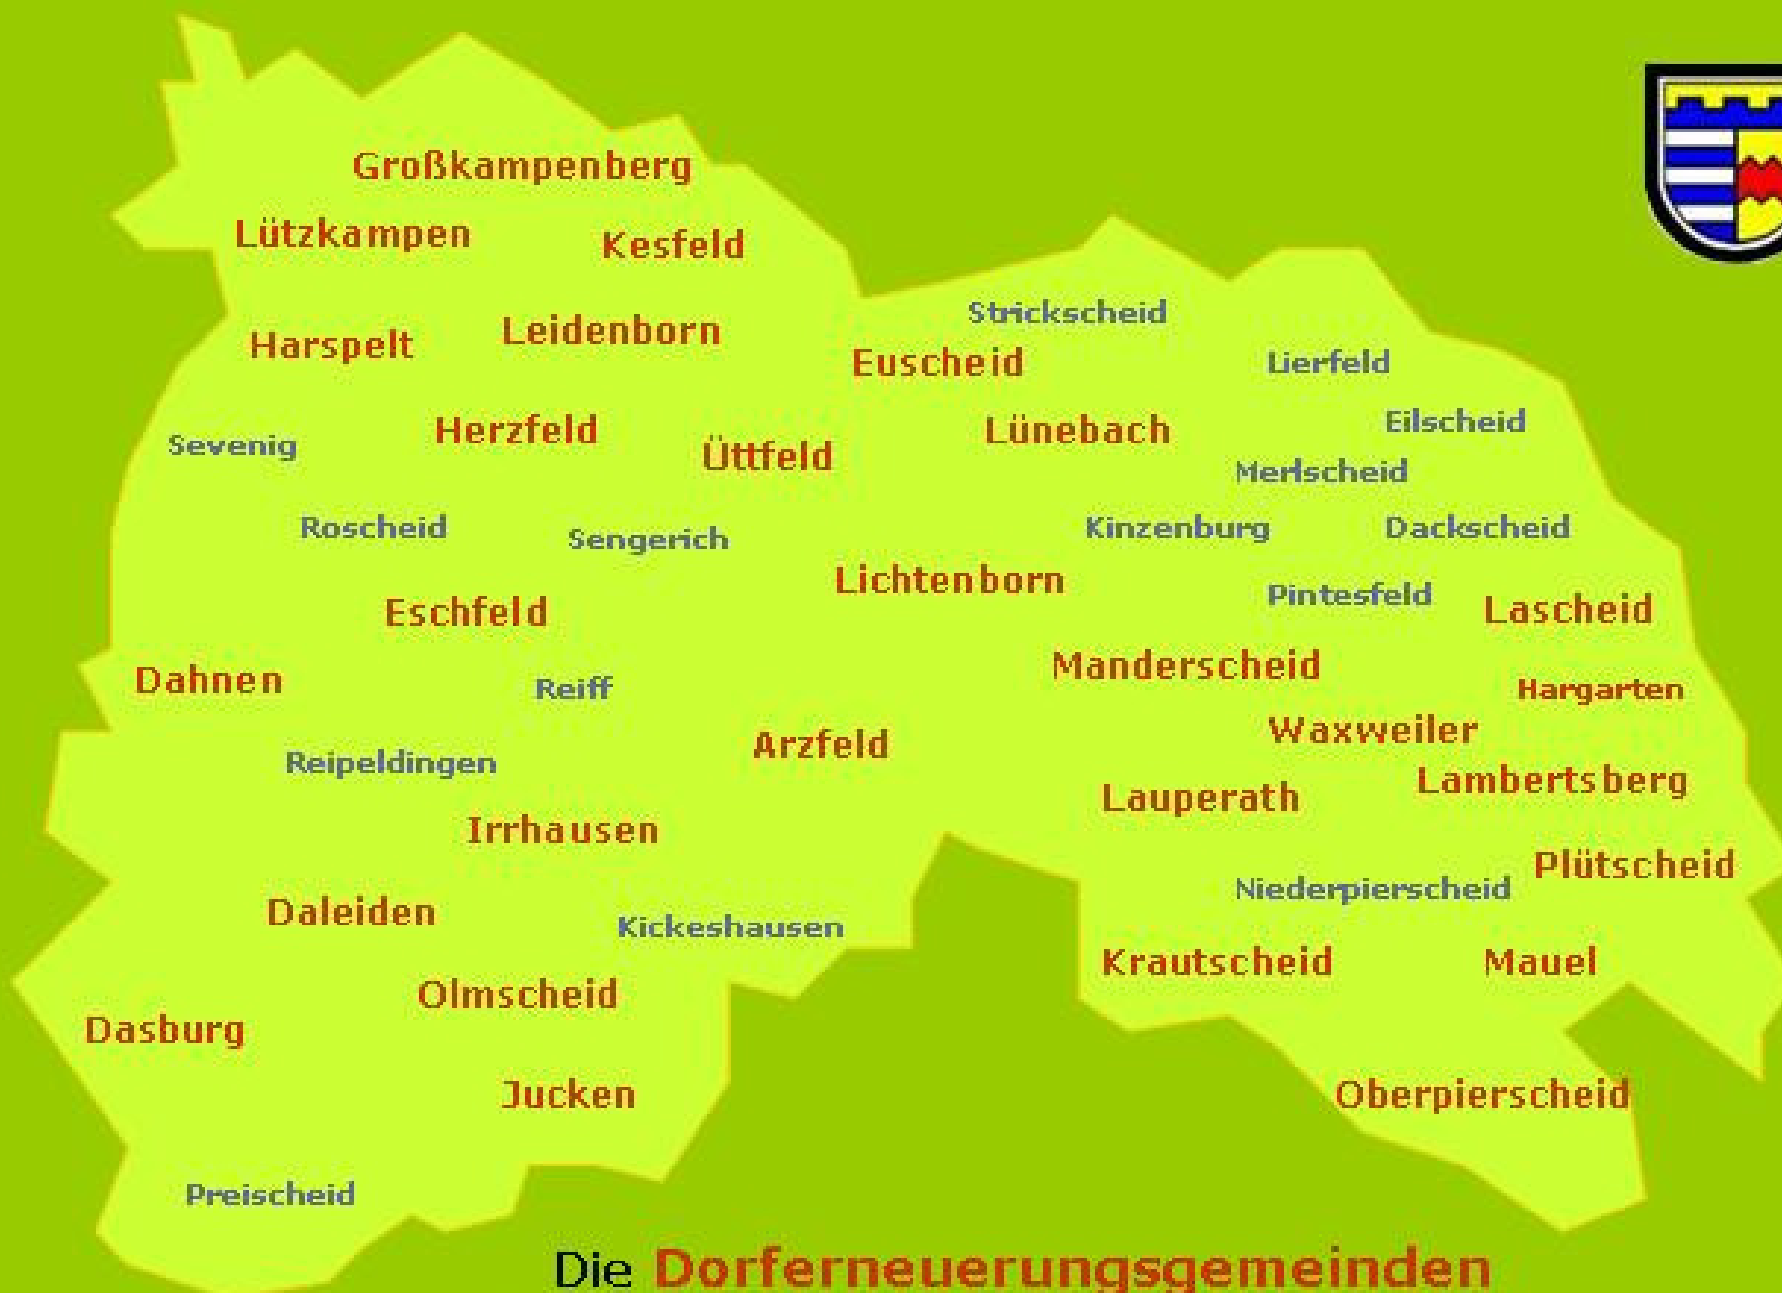 Großkampenberg
Lützkampen
Kesfeld
Strickscheid
Leidenborn
Harspelt
Euscheid
Lierfeld
Eilscheid
Herzfeld
Lünebach
Sevenig
Üttfeld
Merlscheid
Roscheid
Kinzenburg
Dackscheid
Sengerich
Lichtenborn
Pintesfeld
Lascheid
Eschfeld
Manderscheid
Dahnen
Reiff
Hargarten
Waxweiler
Arzfeld
Reipeldingen
Lambertsberg
Lauperath
Irrhausen
Plütscheid
Niederpierscheid
Daleiden
Kickeshausen
Krautscheid
Mauel
Olmscheid
Dasburg
Jucken
Oberpierscheid
Preischeid
Die Dorferneuerungsgemeinden